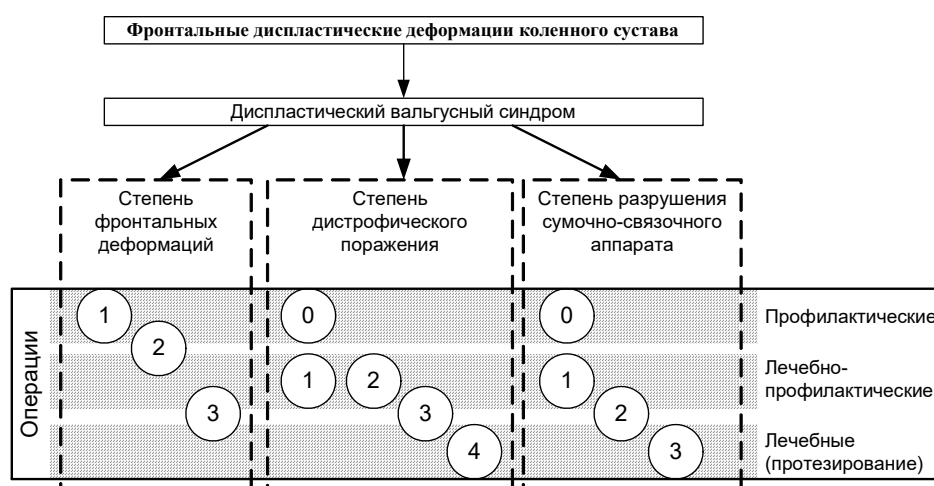 Фронтальные диспластические деформации коленного сустава
Диспластический вальгусный синдром
Степень
фронтальных
деформаций
Степень
дистрофического
поражения
Степень разрушения
сумочно-связочного
аппарата
Операции
1
0
0
Профилактические
2
1
2
1
Лечебно-
профилактические
3
3
2
4
3
Лечебные
(протезирование)